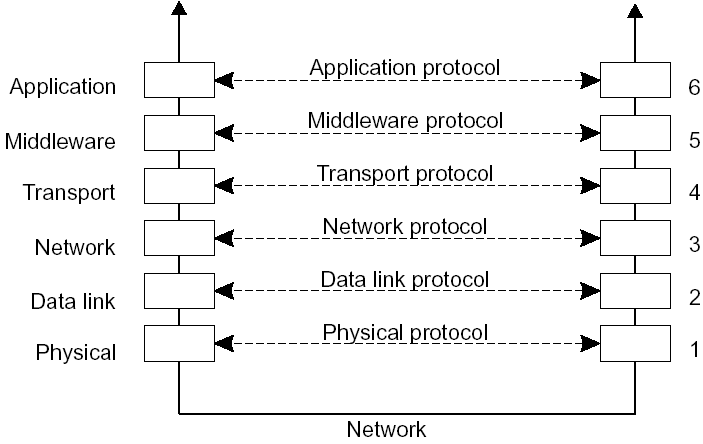 Application protocol
Application 6
Middleware protocol
Middleware 5
Transport protocol
Transport 4
Network protocol
Network 3
Data link protocol
Data link 2
Physical protocol
Physical 1
Network